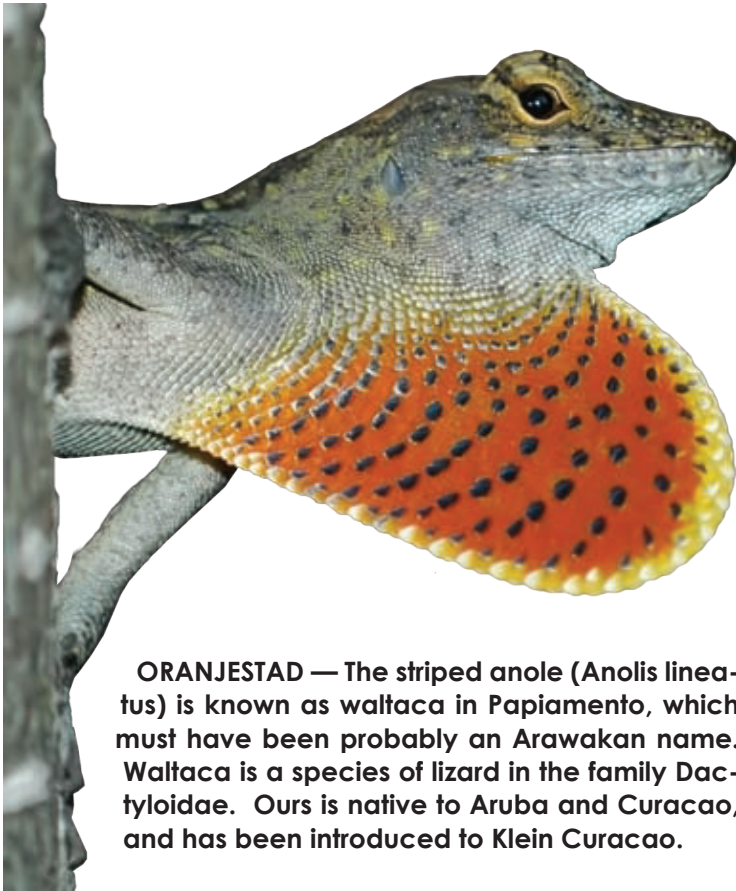 ORANJESTAD — The striped anole (Anolis linea-
tus) is known as waltaca in Papiamento, which
must have been probably an Arawakan name.
Waltaca is a species of lizard in the family Dac-
tyloidae.  Ours is native to Aruba and Curacao,
and has been introduced to Klein Curacao.